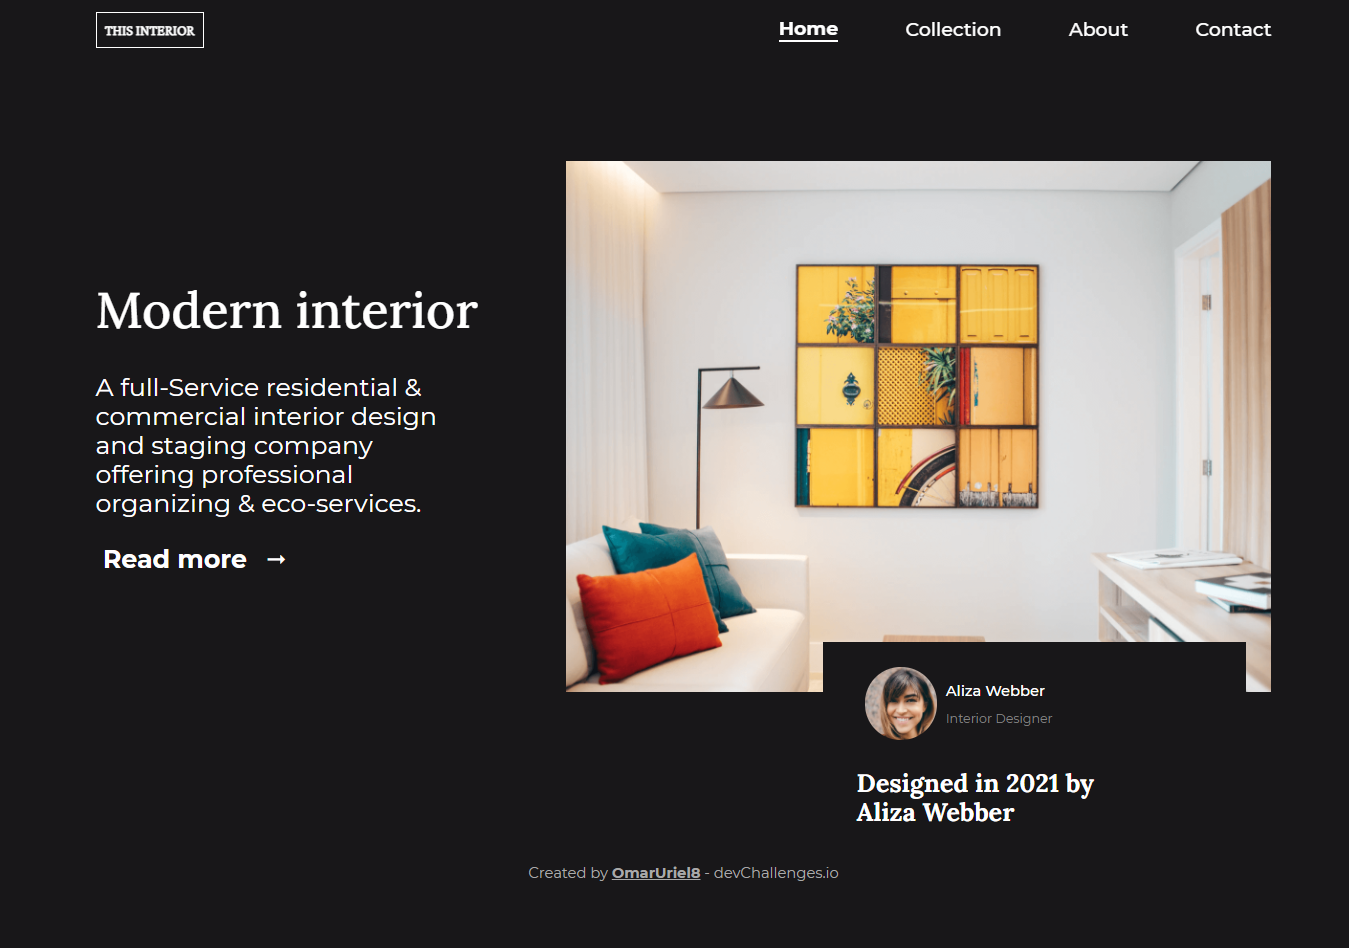 THIS INTERIOR
Home
Collection
About
Contact
Modern interior
A full-Service residential &
commercial interior design
and staging company
offering professional
organizing & eco-services.
Read more →
Aliza Webber
Interior Designer
Designed in 2021 by
Aliza Webber
Created by OmarUriel8 - devChallenges.io